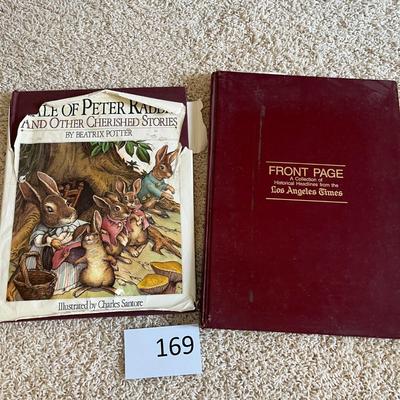 ALE OF PETER RABB
AND OTHER CHERISHED STORIES
BY BEATRIX POTTER
Illustrated by Charles Santore
FRONT PAGE
A Collection of
Historical Headlines from the
Los Angeles Times
169